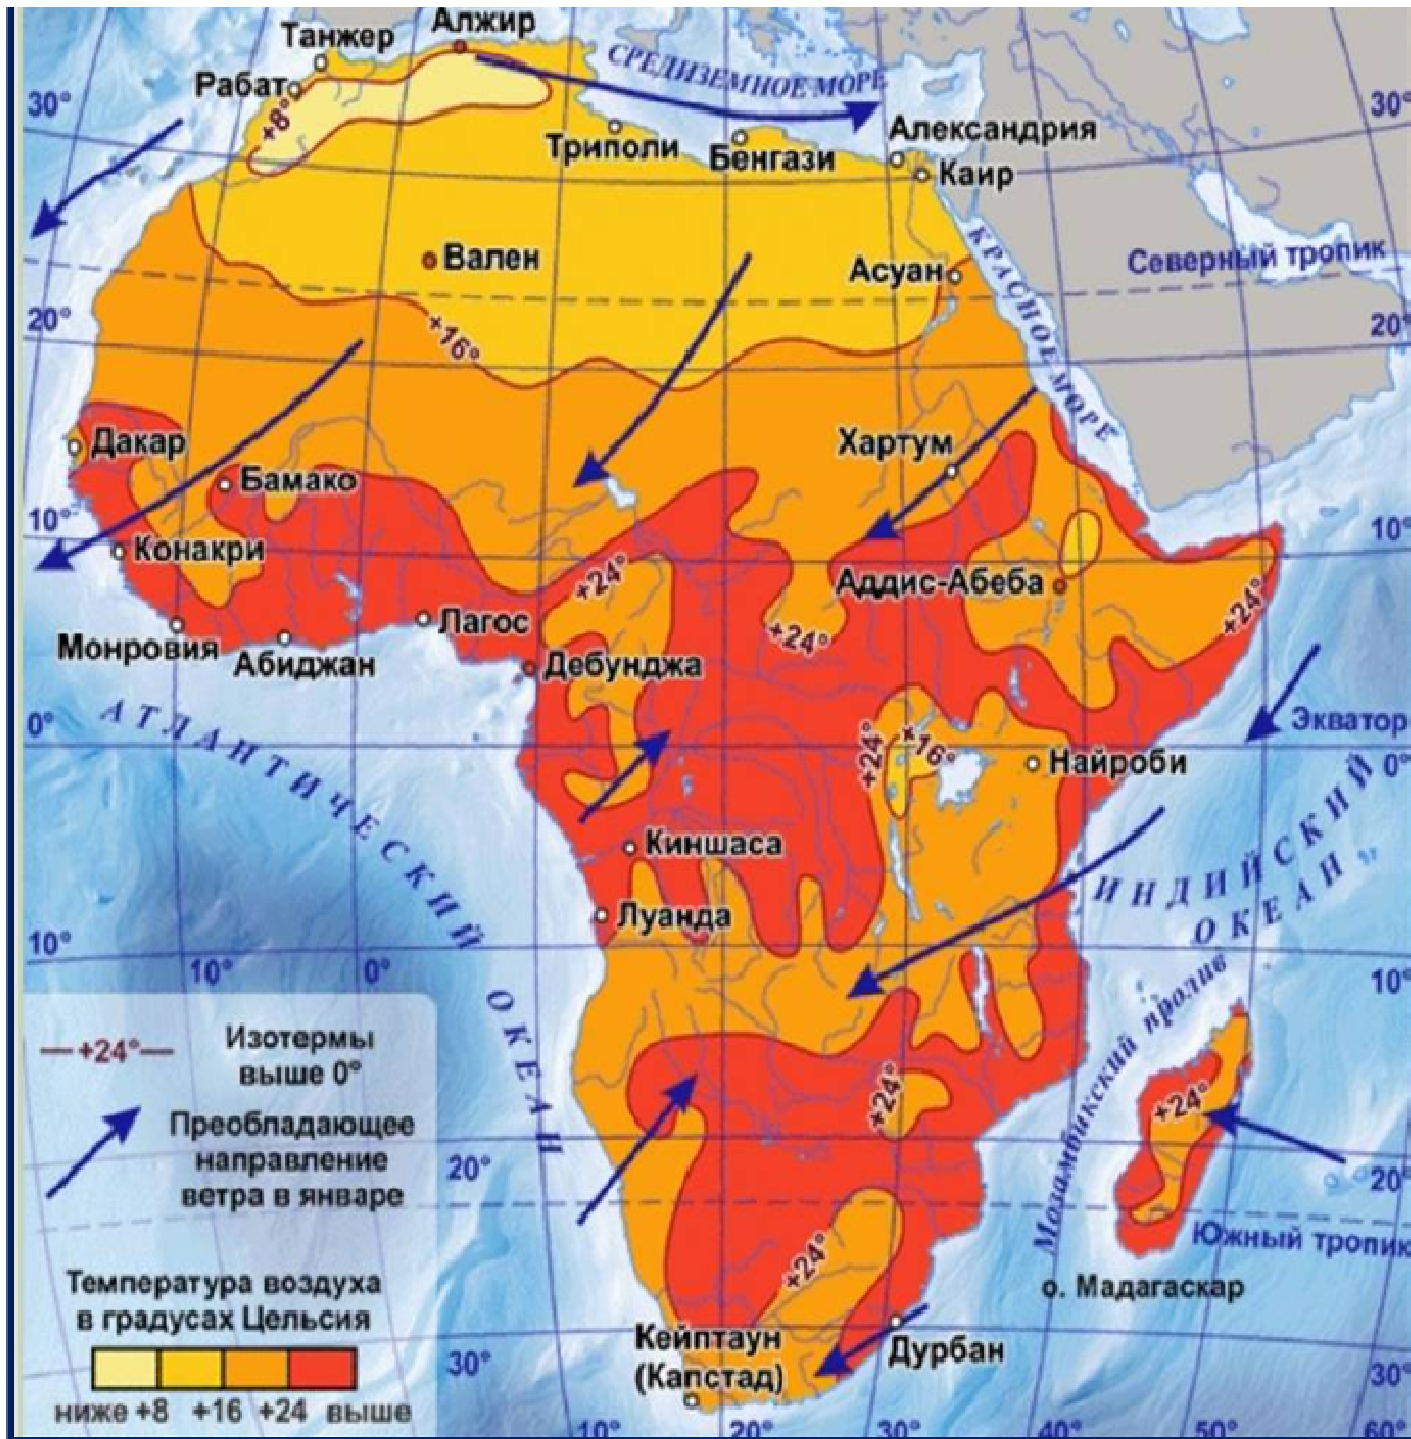 Алжир
Танжер
Рабат
СРЕДИЗЕМНОЕ МОРЕ
30°
30°
+8°
Триполи
Бенгази
Александрия
Каир
КРАСНОЕ МОРЕ
Вален
Асуан
Северный тропик
20°
20°
+16°
Дакар
Бамако
Хартум
10°
10°
Конакри
+24°
Аддис-Абеба
+24°
+24°
Монровия
Абиджан
Лагос
Дебунджа
АТЛАНТИЧЕСКИЙ ОКЕАН
0°
Экватор
0°
+24°
+16°
Найроби
Киншаса
Луанда
ИНДИЙСКИЙ
ОКЕАН
10°
10°
0°
10°
Мозамбикский пролив
+24°
+24°
+24°
20°
20°
Южный тропик
о. Мадагаскар
Кейптаун
(Капстад)
Дурбан
30°
30°
10°
20°
30°
40°
50°
60°
+24°
Изотермы
выше 0°
Преобладающее
направление
ветра в январе
Температура воздуха
в градусах Цельсия
ниже +8 +16 +24 выше